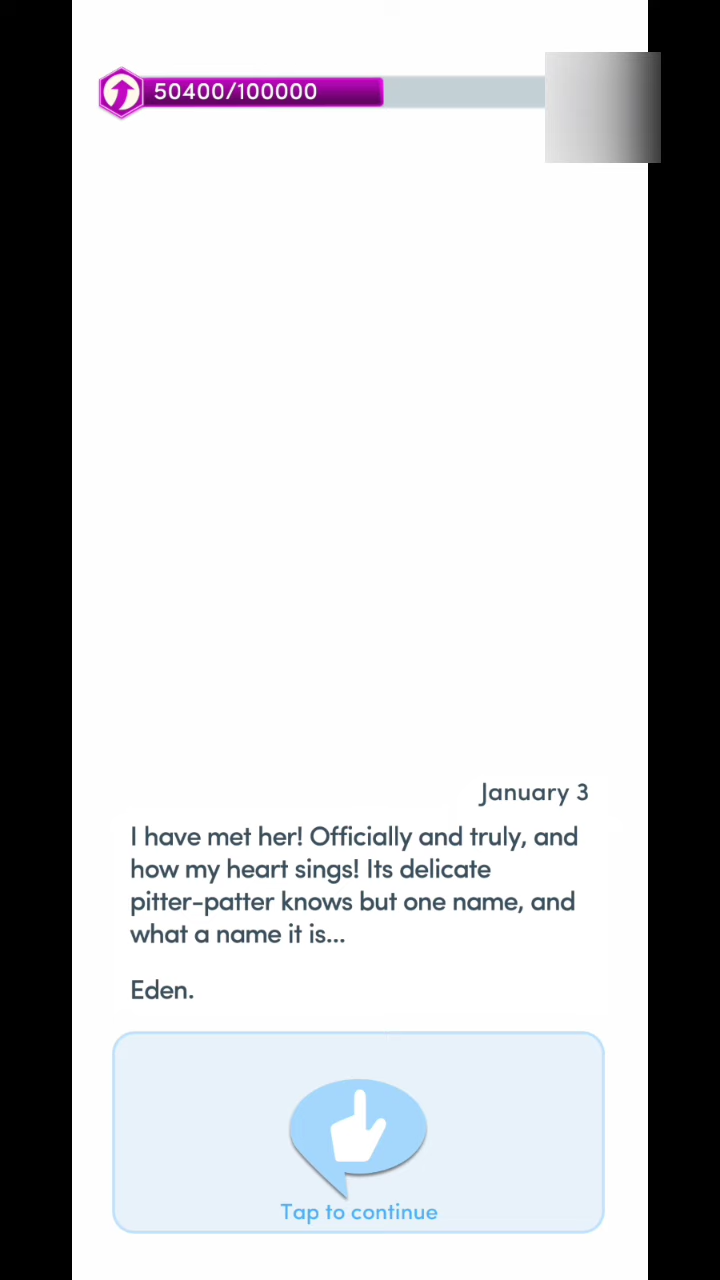 50400/100000
January 3
I have met her! Officially and truly, and
how my heart sings! Its delicate
pitter-patter knows but one name, and
what a name it is...
Eden.
Tap to continue